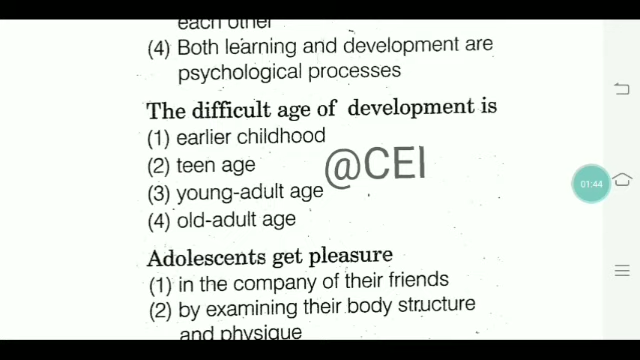 each other
(4) Both learning and development are
psychological processes
The difficult age of development is
(1) earlier childhood
(2) teen age
(3) young-adult age
(4) old-adult age
@CEI
01:44
Adolescents get pleasure
(1) in the company of their friends
(2) by examining their body structure
and physique